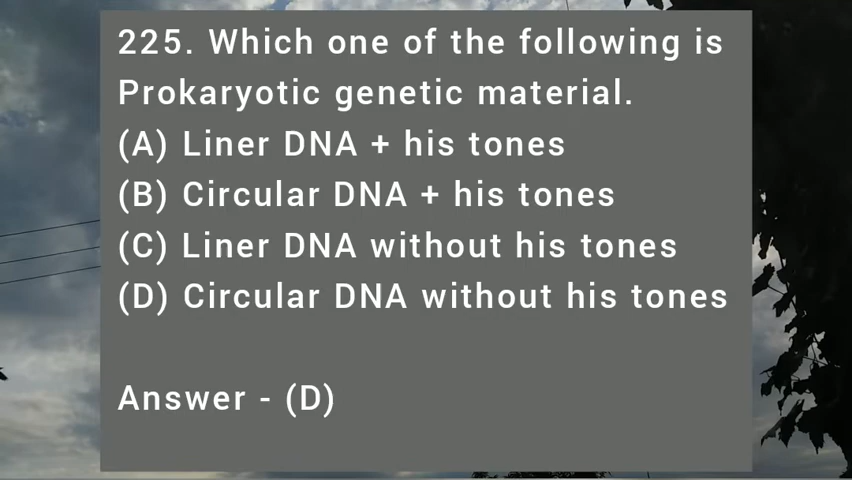 225. Which one of the following is
Prokaryotic genetic material.
(A) Liner DNA + his tones
(B) Circular DNA + his tones
(C) Liner DNA without his tones
(D) Circular DNA without his tones
Answer - (D)